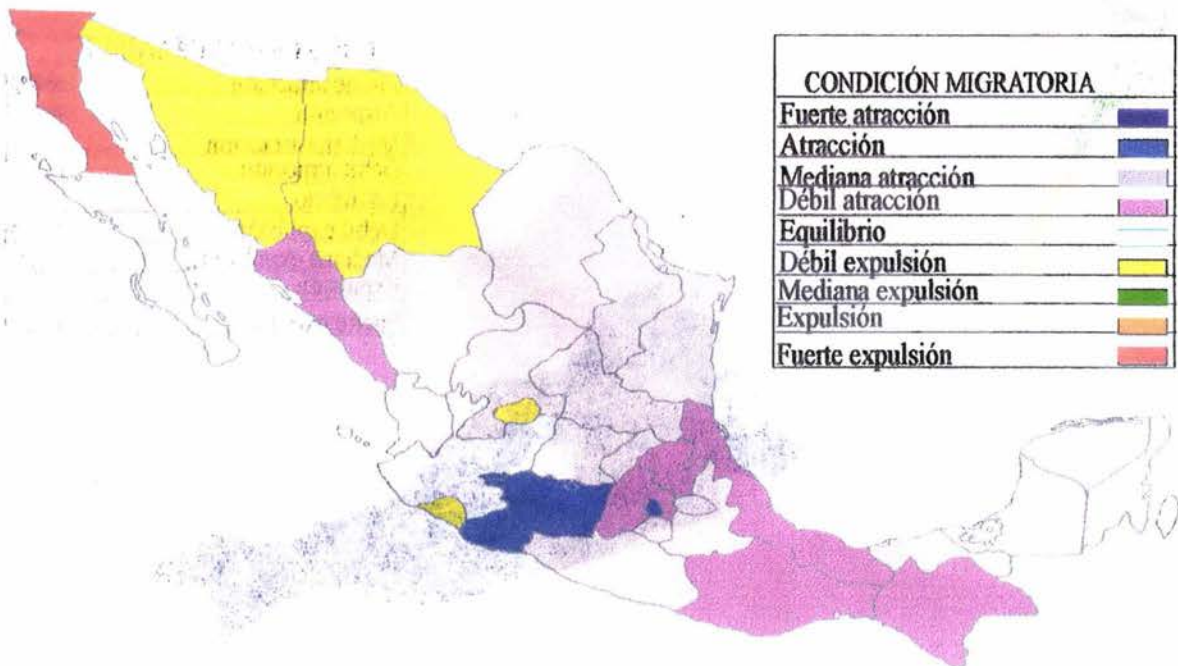 CONDICIÓN MIGRATORIA
Fuerte atracción
Atracción
Mediana atracción
Débil atracción
Equilibrio
Débil expulsión
Mediana expulsión
Expulsión
Fuerte expulsión